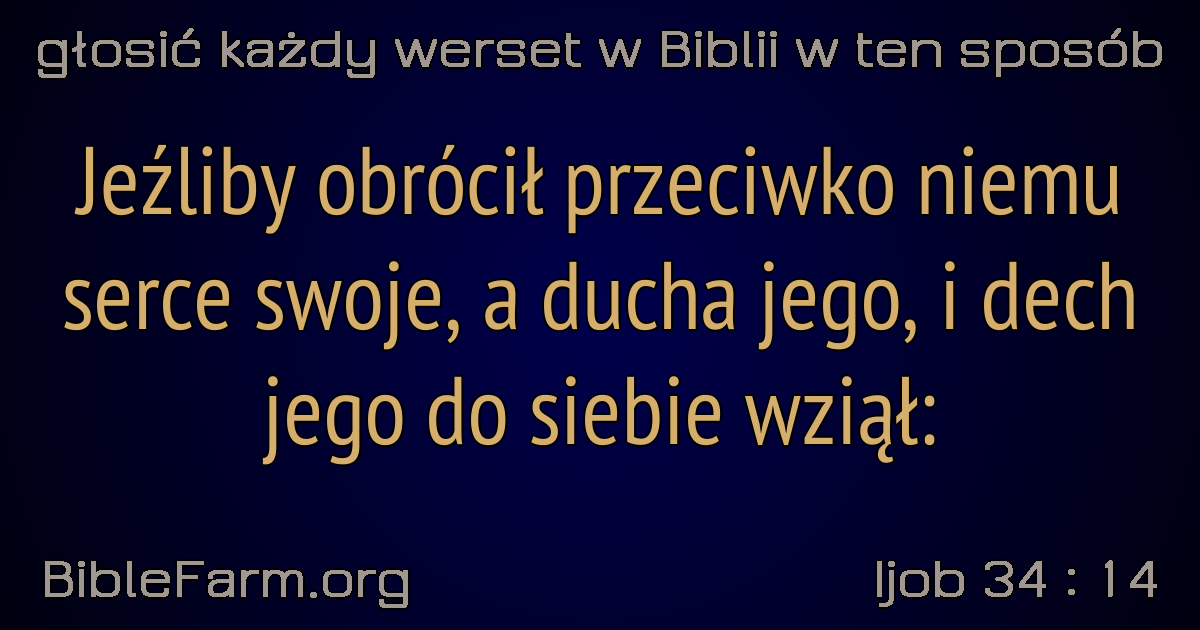 głosić każdy werset w Biblii w ten sposób
Jeźliby obrócił przeciwko niemu
serce swoje, a ducha jego, i dech
jego do siebie wziął:
BibleFarm.org
Ijob 34 : 14